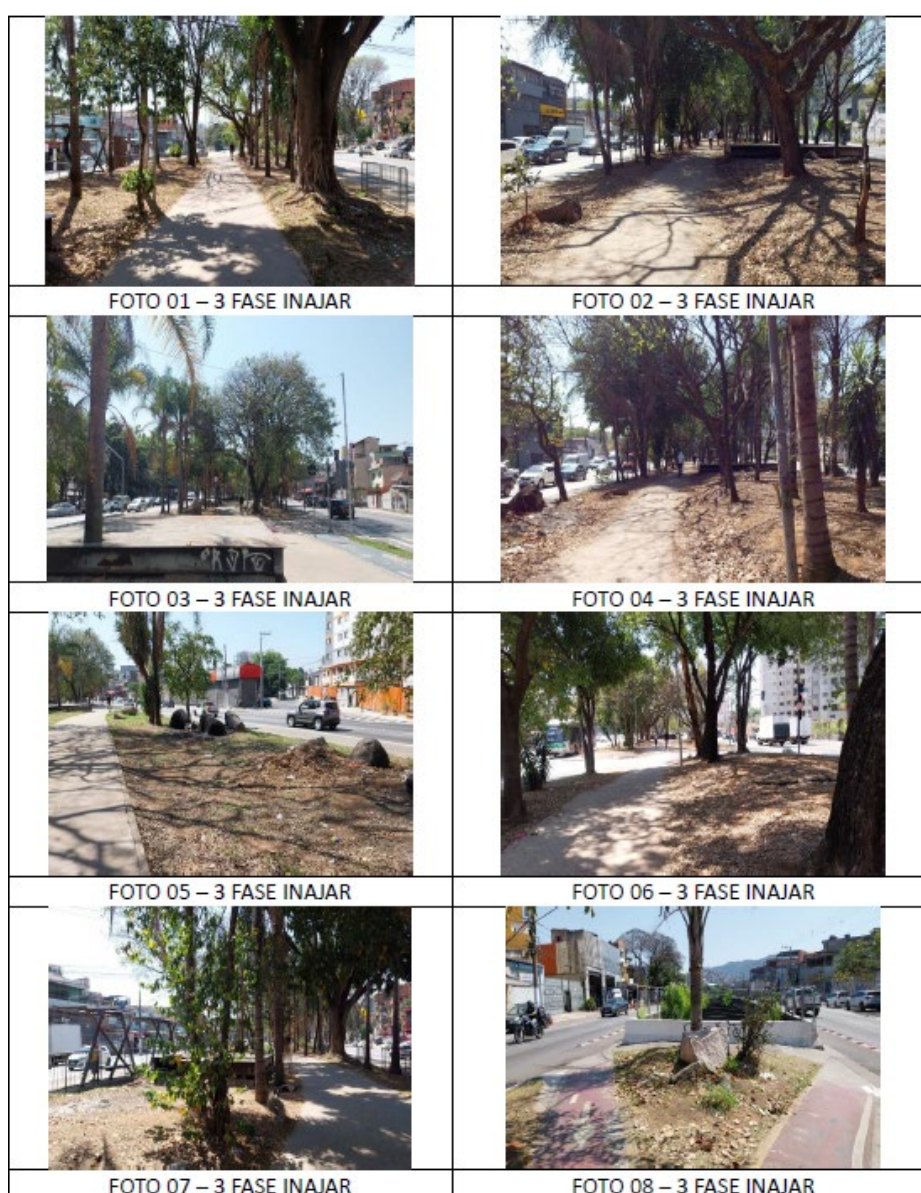 FOTO 01 – 3 FASE INAJAR
FOTO 02 – 3 FASE INAJAR
FOTO 03 – 3 FASE INAJAR
FOTO 04 – 3 FASE INAJAR
FOTO 05 – 3 FASE INAJAR
FOTO 06 – 3 FASE INAJAR
FOTO 07 – 3 FASE INAJAR
FOTO 08 – 3 FASE INAJAR